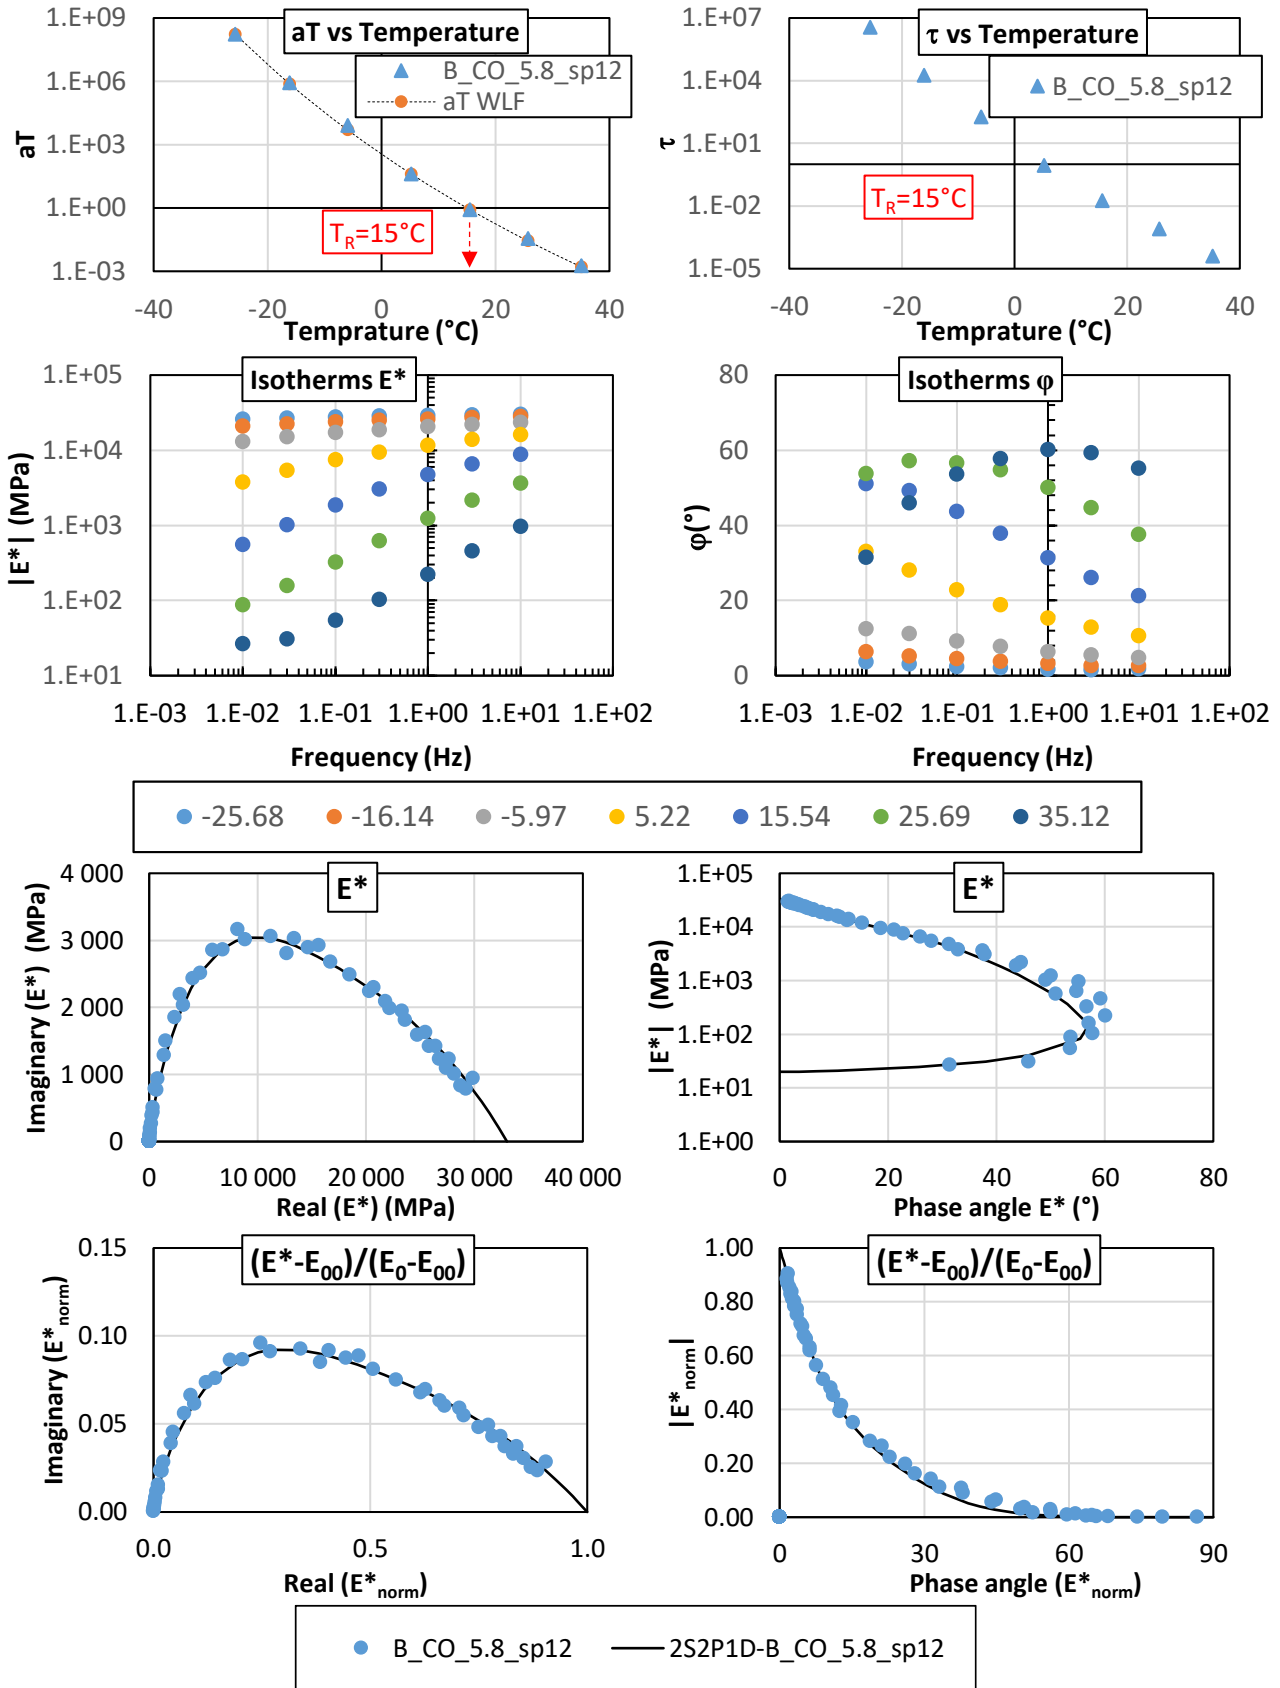 aT vs Temperature
B_CO_5.8_sp12
aT WLF
aT
1.E+09
1.E+06
1.E+03
1.E+00
1.E-03
T_R=15°C
-40
-20
0
20
40
Temprature (°C)
τ vs Temperature
B_CO_5.8_sp12
τ
1.E+07
1.E+04
1.E+01
1.E-02
1.E-05
T_R=15°C
-40
-20
0
20
40
Temprature (°C)
Isotherms E*
|E*| (MPa)
1.E+05
1.E+04
1.E+03
1.E+02
1.E+01
1.E-03 1.E-02 1.E-01 1.E+00 1.E+01 1.E+02
Frequency (Hz)
Isotherms φ
φ(°)
80
60
40
20
0
1.E-03 1.E-02 1.E-01 1.E+00 1.E+01 1.E+02
Frequency (Hz)
-25.68 -16.14 -5.97 5.22 15.54 25.69 35.12
E*
Imaginary (E*) (MPa)
4 000
3 000
2 000
1 000
0
0 10 000 20 000 30 000 40 000
Real (E*) (MPa)
E*
|E*| (MPa)
1.E+05
1.E+04
1.E+03
1.E+02
1.E+01
1.E+00
0 20 40 60 80
Phase angle E* (°)
(E*-E00)/(E0-E00)
Imaginary (E*norm)
0.15
0.10
0.05
0.00
0.0 0.5 1.0
Real (E*norm)
(E*-E00)/(E0-E00)
|E*norm|
1.00
0.80
0.60
0.40
0.20
0.00
0 30 60 90
Phase angle (E*norm)
B_CO_5.8_sp12 2S2P1D-B_CO_5.8_sp12